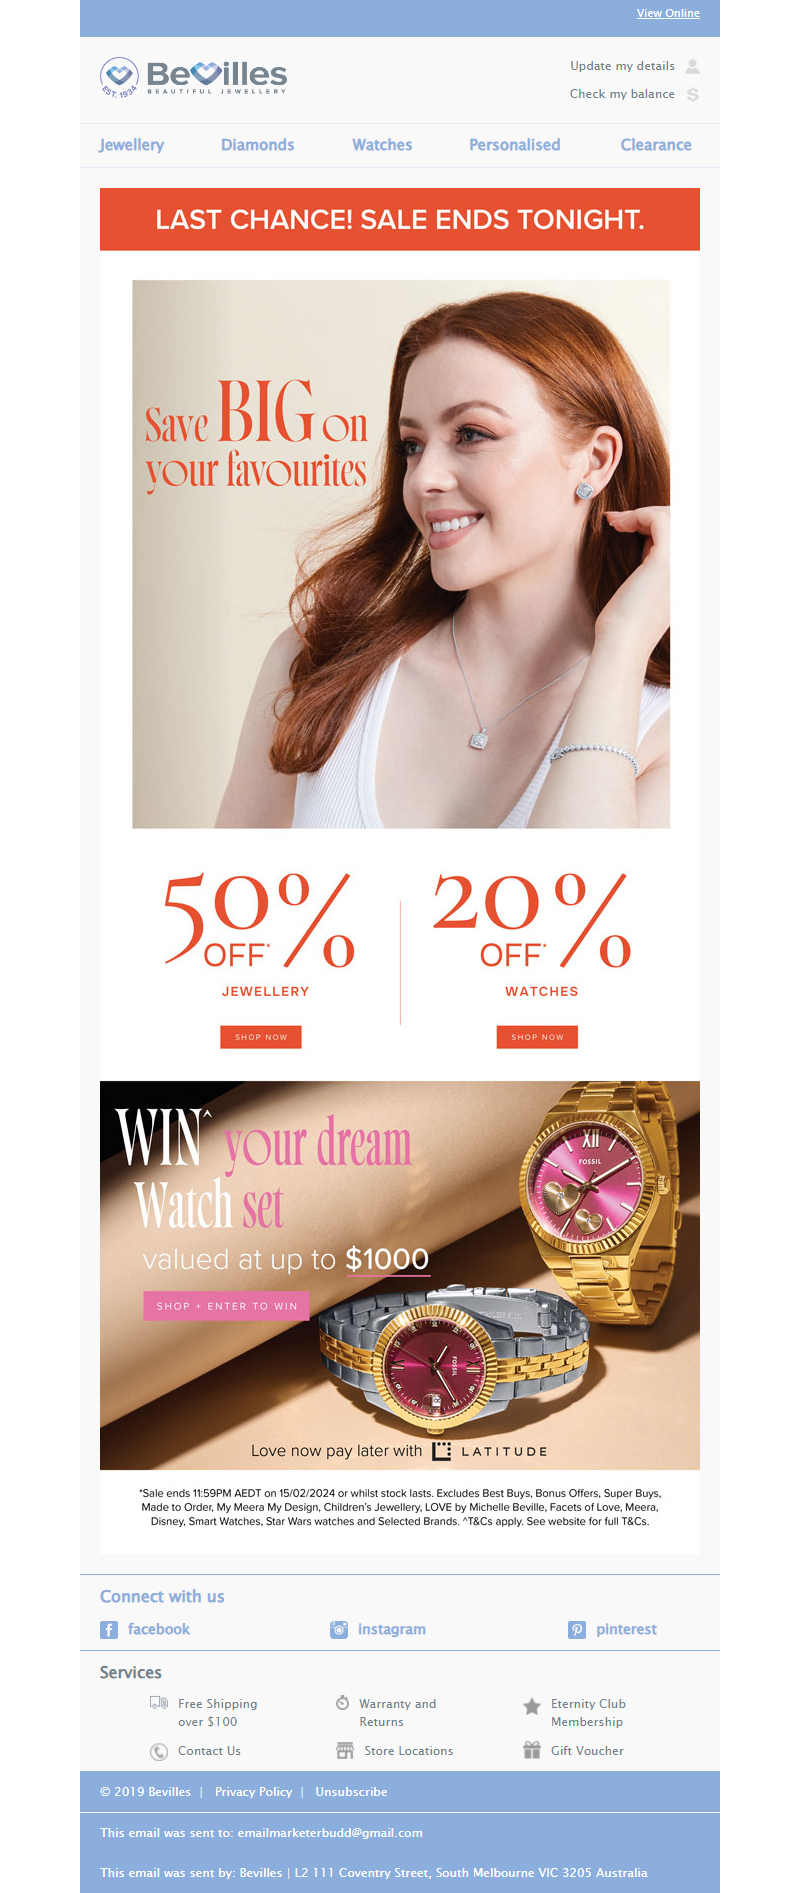 View Online
BeVilles
BEAUTIFUL JEWELLERY
EST. 1934
Update my details
Check my balance
Jewellery Diamonds Watches Personalised Clearance
LAST CHANCE! SALE ENDS TONIGHT.
Save BIG on
your favourites
50% OFF*
JEWELLERY
SHOP NOW
20% OFF*
WATCHES
SHOP NOW
WIN^ your dream
Watch set
valued at up to $1000
SHOP + ENTER TO WIN
XII
FOSSIL
FOSSIL
Love now pay later with LATITUDE
*Sale ends 11:59PM AEDT on 15/02/2024 or whilst stock lasts. Excludes Best Buys, Bonus Offers, Super Buys,
Made to Order, My Meera My Design, Children's Jewellery, LOVE by Michelle Beville, Facets of Love, Meera,
Disney, Smart Watches, Star Wars watches and Selected Brands. ^T&Cs apply. See website for full T&Cs.
Connect with us
facebook instagram pinterest
Services
Free Shipping
over $100
Warranty and
Returns
Eternity Club
Membership
Contact Us
Store Locations
Gift Voucher
© 2019 Bevilles | Privacy Policy | Unsubscribe
This email was sent to: emailmarketerbudd@gmail.com
This email was sent by: Bevilles | L2 111 Coventry Street, South Melbourne VIC 3205 Australia